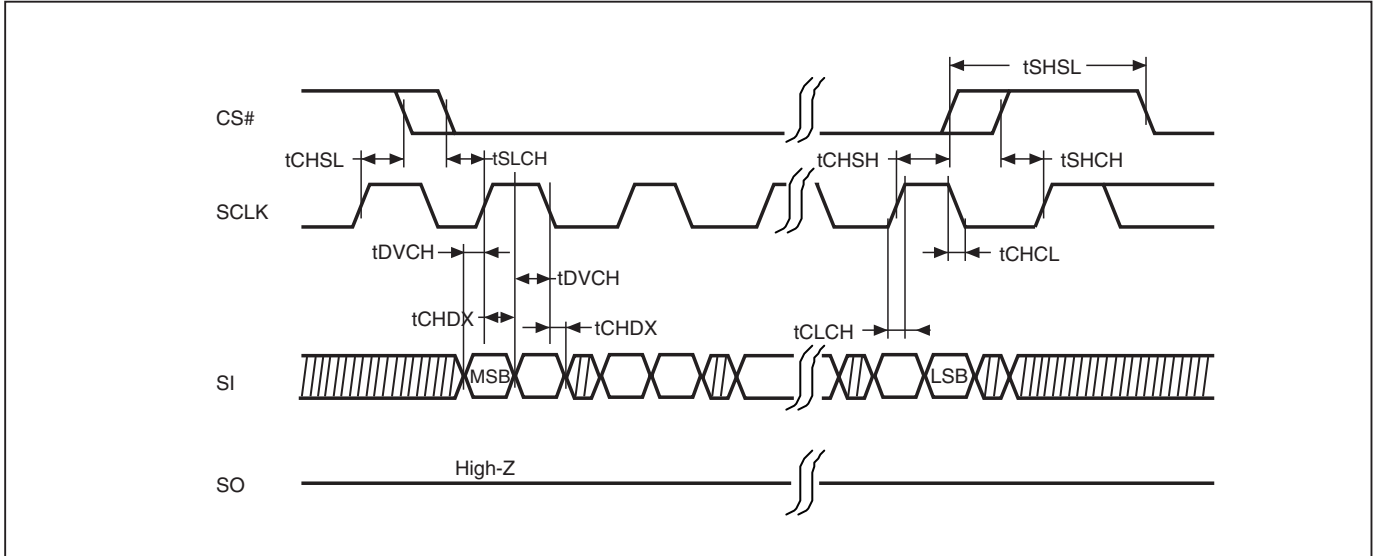 tSHSL
CS#
tCHSL
tSLCH
tCHSH
tSHCH
SCLK
tDVCH
tCHCL
tDVCH
tCHDX
tCHDX
tCLCH
SI
MSB
LSB
High-Z
SO